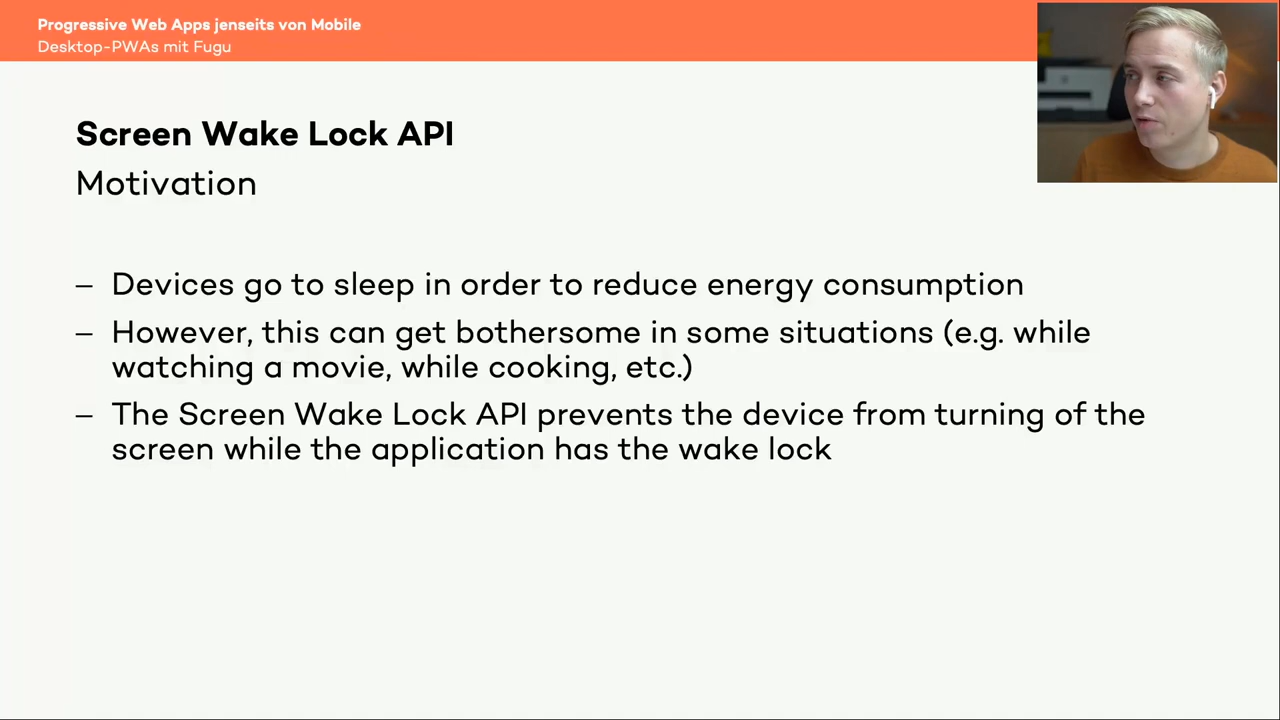 Progressive Web Apps jenseits von Mobile
Desktop-PWAs mit Fugu
Screen Wake Lock API
Motivation
– Devices go to sleep in order to reduce energy consumption
– However, this can get bothersome in some situations (e.g. while
watching a movie, while cooking, etc.)
– The Screen Wake Lock API prevents the device from turning of the
screen while the application has the wake lock